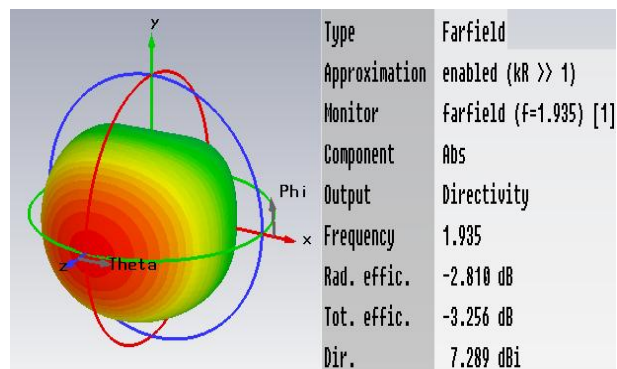 y
Phi
x
z
Theta
Type Farfield
Approximation enabled (kR >> 1)
Monitor farfield (f=1.935) [1]
Component Abs
Output Directivity
Frequency 1.935
Rad. effic. -2.810 dB
Tot. effic. -3.256 dB
Dir. 7.289 dBi